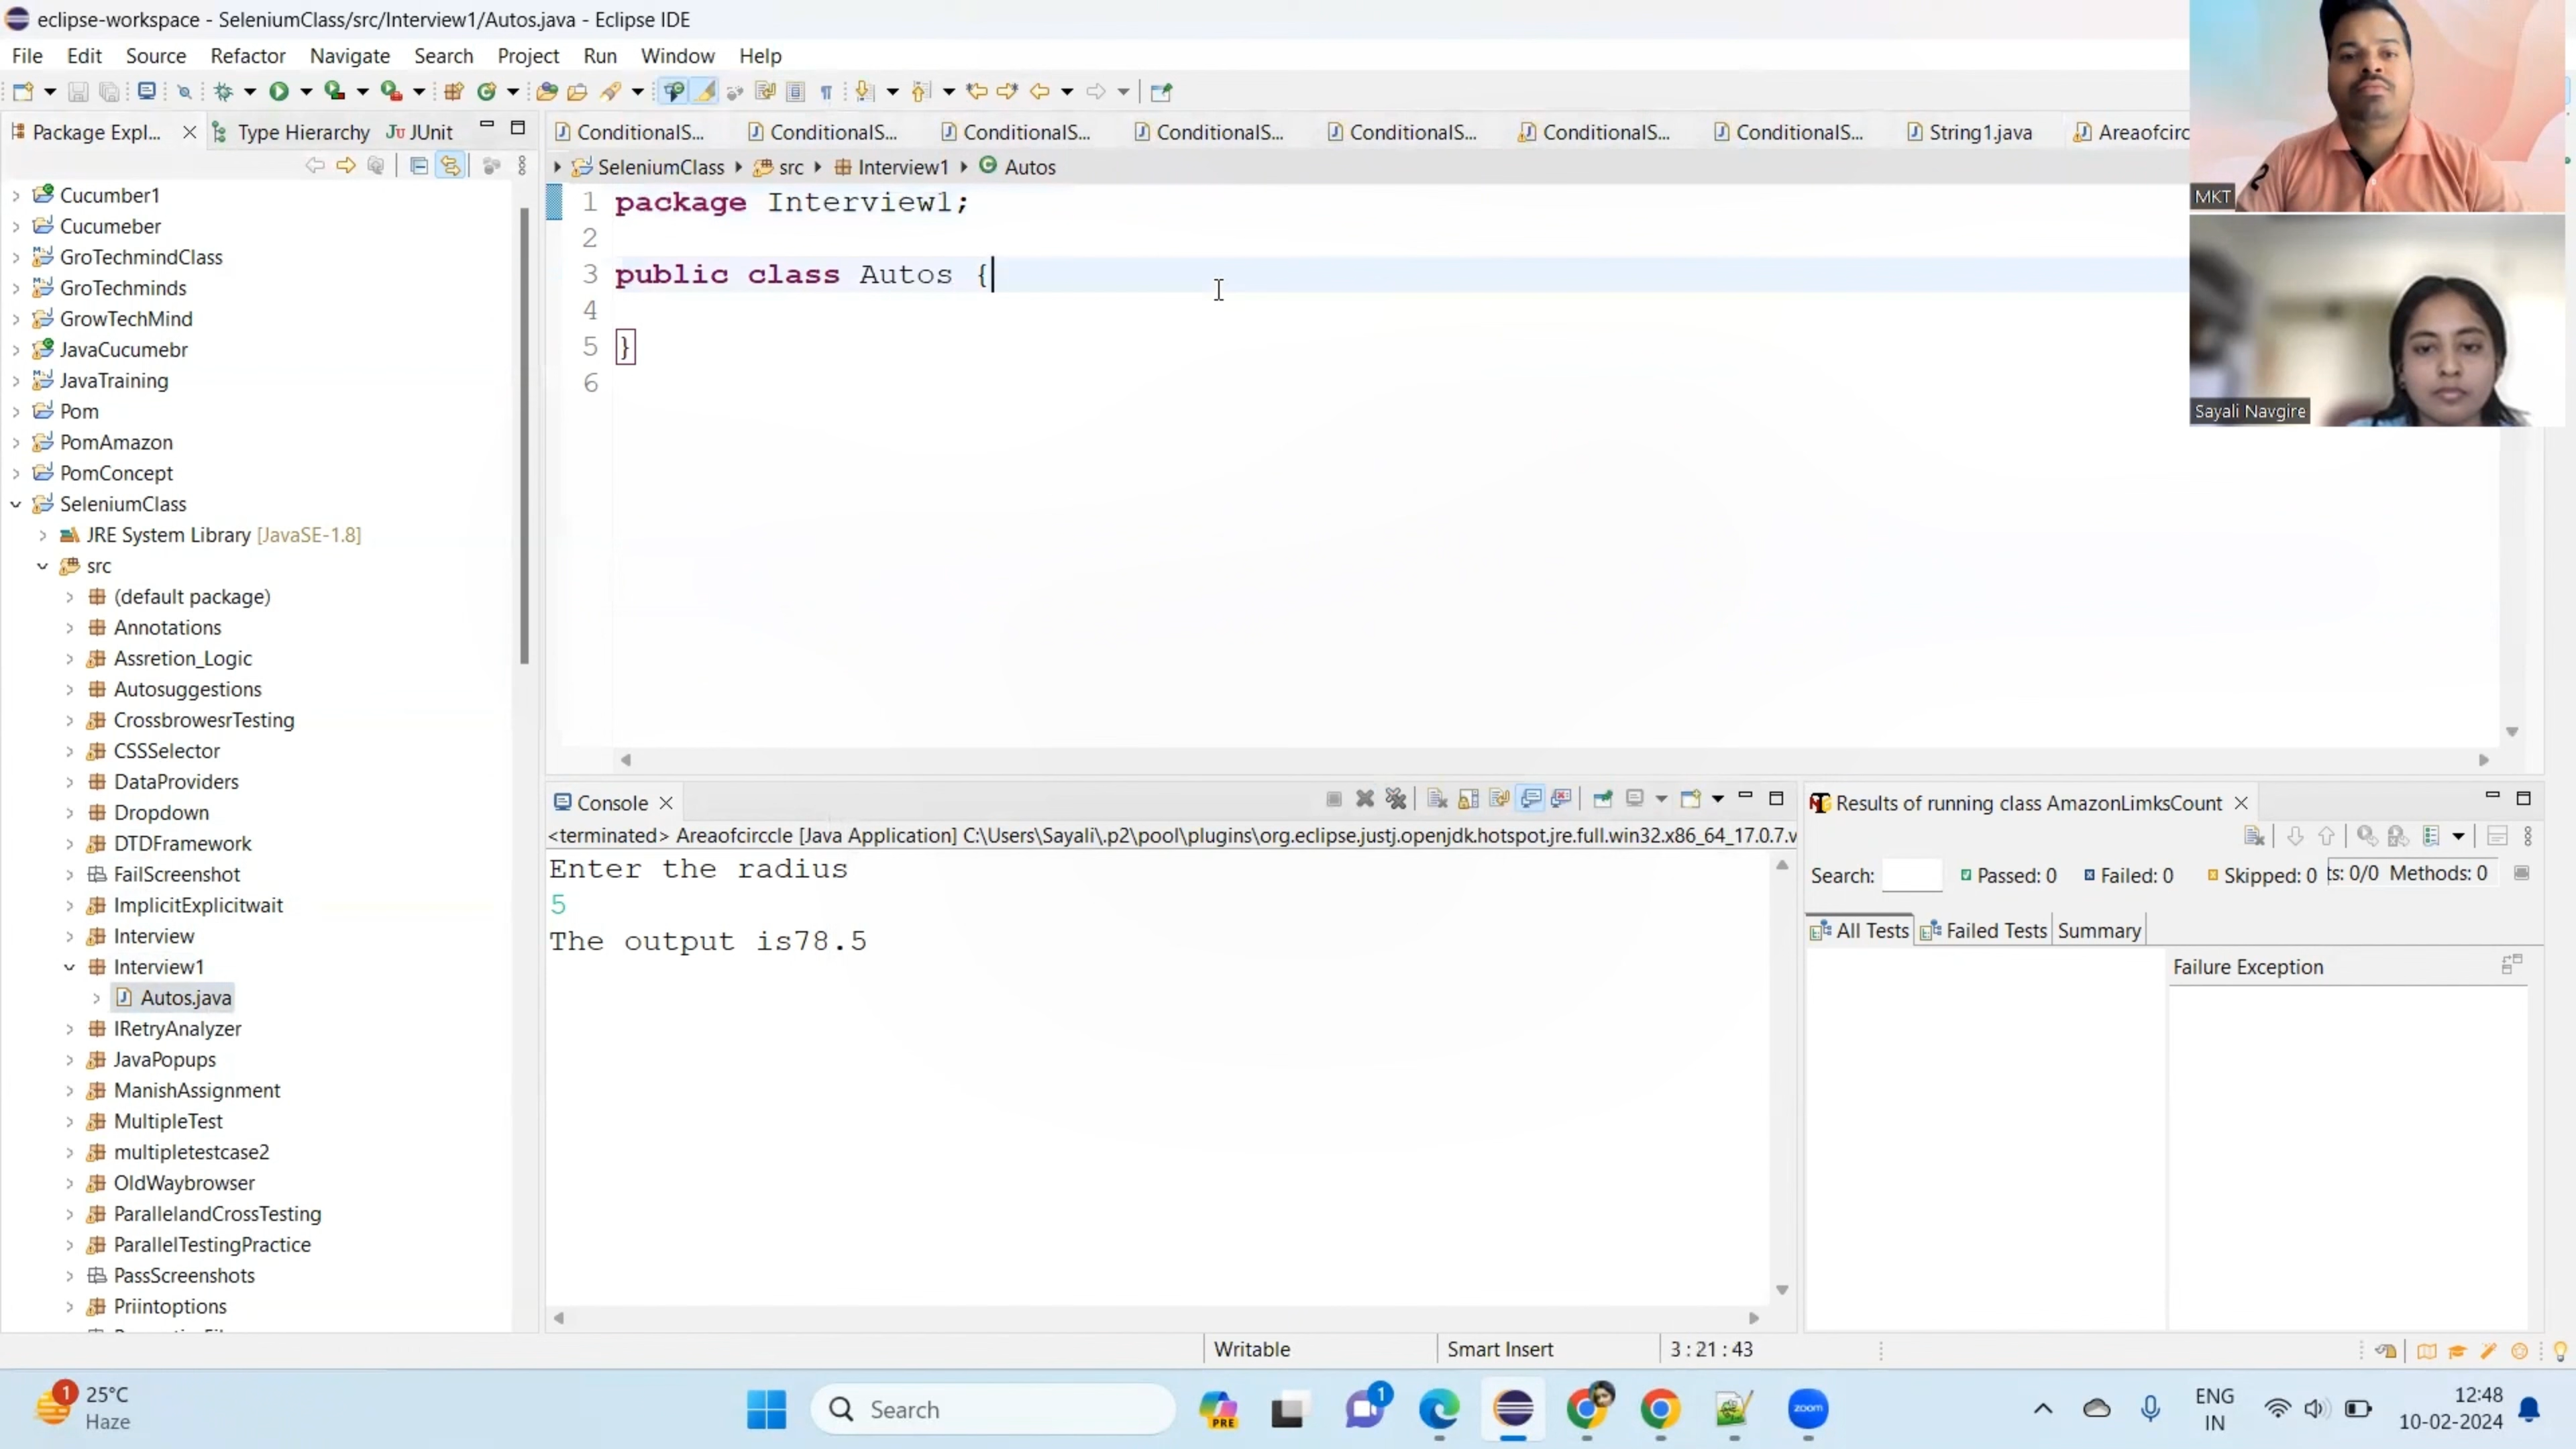 eclipse-workspace - SeleniumClass/src/Interview1/Autos.java - Eclipse IDE
File Edit Source Refactor Navigate Search Project Run Window Help
Package Expl... Type Hierarchy JUnit
ConditionalS... ConditionalS... ConditionalS... ConditionalS... ConditionalS... ConditionalS... ConditionalS... String1.java Areaofcirc
SeleniumClass src Interview1 Autos
1 package Interview1;
2
3 public class Autos {
4
5 }
6
Cucumber1
Cucumeber
GroTechmindClass
GroTechminds
GrowTechMind
JavaCucumebr
JavaTraining
Pom
PomAmazon
PomConcept
SeleniumClass
JRE System Library [JavaSE-1.8]
src
(default package)
Annotations
Assretion_Logic
Autosuggestions
CrossbrowesrTesting
CSSSelector
DataProviders
Dropdown
DTDFramework
FailScreenshot
ImplicitExplicitwait
Interview
Interview1
Autos.java
IRetryAnalyzer
JavaPopups
ManishAssignment
MultipleTest
multipletestcase2
OldWaybrowser
ParallelandCrossTesting
ParallelTestingPractice
PassScreenshots
Priintoptions
MKT
Sayali Navgire
Console
<terminated> Areaofcirccle [Java Application] C:\Users\Sayali\.p2\pool\plugins\org.eclipse.justj.openjdk.hotspot.jre.full.win32.x86_64_17.0.7.v
Enter the radius
5
The output is78.5
Results of running class AmazonLimksCount
Search: Passed: 0 Failed: 0 Skipped: 0 ts: 0/0 Methods: 0
All Tests Failed Tests Summary
Failure Exception
Writable Smart Insert 3 : 21 : 43
1
25°C
Haze
Search
PRE
1
zoom
ENG
IN
12:48
10-02-2024